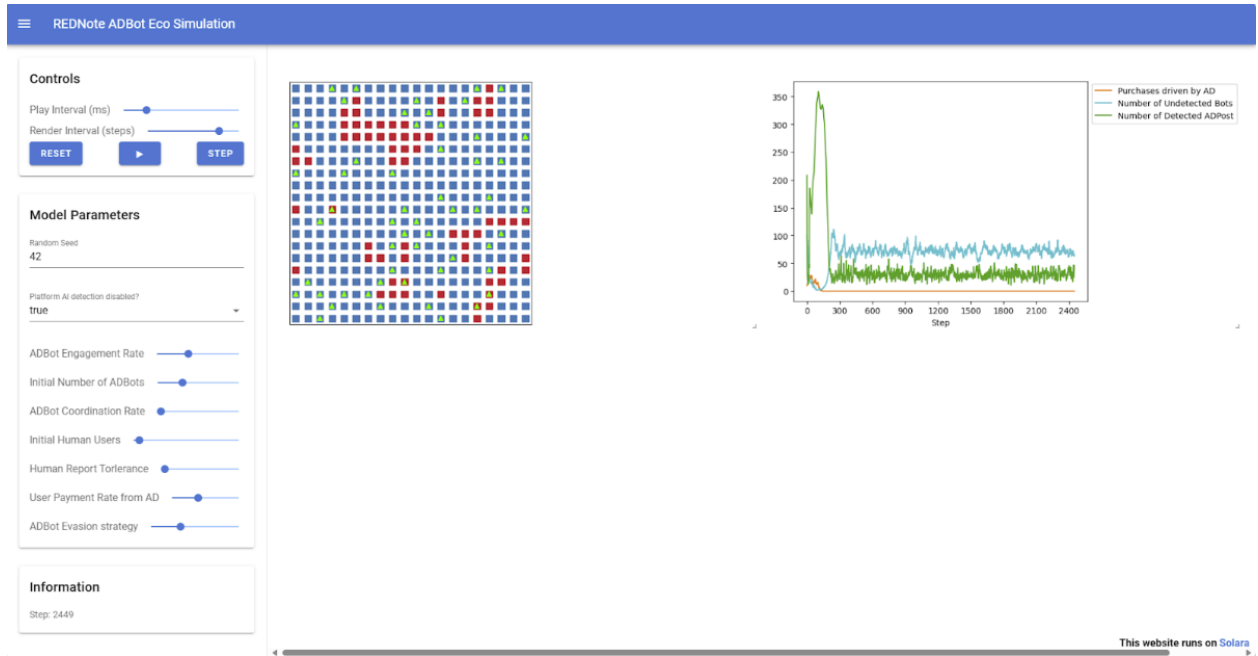 REDNote ADBot Eco Simulation
Controls
Play Interval (ms)
Render Interval (steps)
RESET
STEP
Model Parameters
Random Seed
42
Platform AI detection disabled?
true
ADBot Engagement Rate
Initial Number of ADBots
ADBot Coordination Rate
Initial Human Users
Human Report Torlerance
User Payment Rate from AD
ADBot Evasion strategy
Information
Step: 2449
350
300
250
200
150
100
50
0
0 300 600 900 1200 1500 1800 2100 2400
Step
Purchases driven by AD
Number of Undetected Bots
Number of Detected ADPost
This website runs on Solara